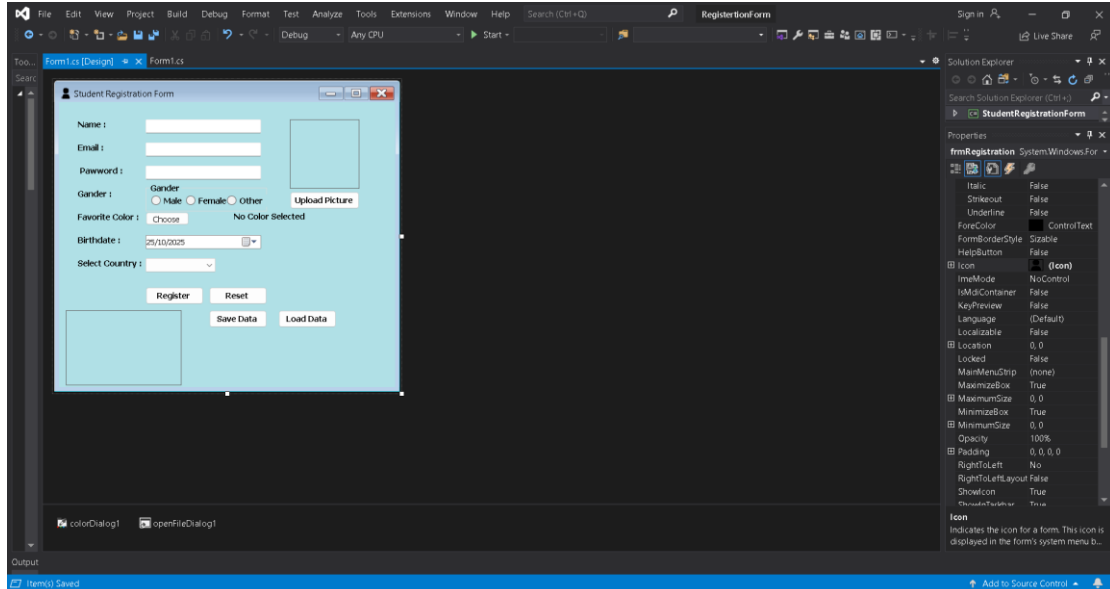 File Edit View Project Build Debug Format Test Analyze Tools Extensions Window Help Search (Ctrl+Q) RegistertionForm Sign in
Debug Any CPU Start Live Share
Too... Form1.cs [Design] Form1.cs Solution Explorer
Searc
Search Solution Explorer (Ctrl+;)
StudentRegistrationForm
Student Registration Form
Name :
Email :
Pawword :
Gander :
Gander
Male Female Other
Upload Picture
Favorite Color : Choose No Color Selected
Birthdate : 25/10/2025
Select Country :
Register Reset
Save Data Load Data
colorDialog1 openFileDialog1
Properties
frmRegistration System.Windows.For
Italic False
Strikeout False
Underline False
ForeColor ControlText
FormBorderStyle Sizable
HelpButton False
Icon (Icon)
ImeMode NoControl
IsMdiContainer False
KeyPreview False
Language (Default)
Localizable False
Location 0, 0
Locked False
MainMenuStrip (none)
MaximizeBox True
MaximumSize 0, 0
MinimizeBox True
MinimumSize 0, 0
Opacity 100%
Padding 0, 0, 0, 0
RightToLeft No
RightToLeftLayout False
ShowIcon True
ShowInTaskbar True
Icon
Indicates the icon for a form. This icon is
displayed in the form's system menu b...
Output
Item(s) Saved Add to Source Control